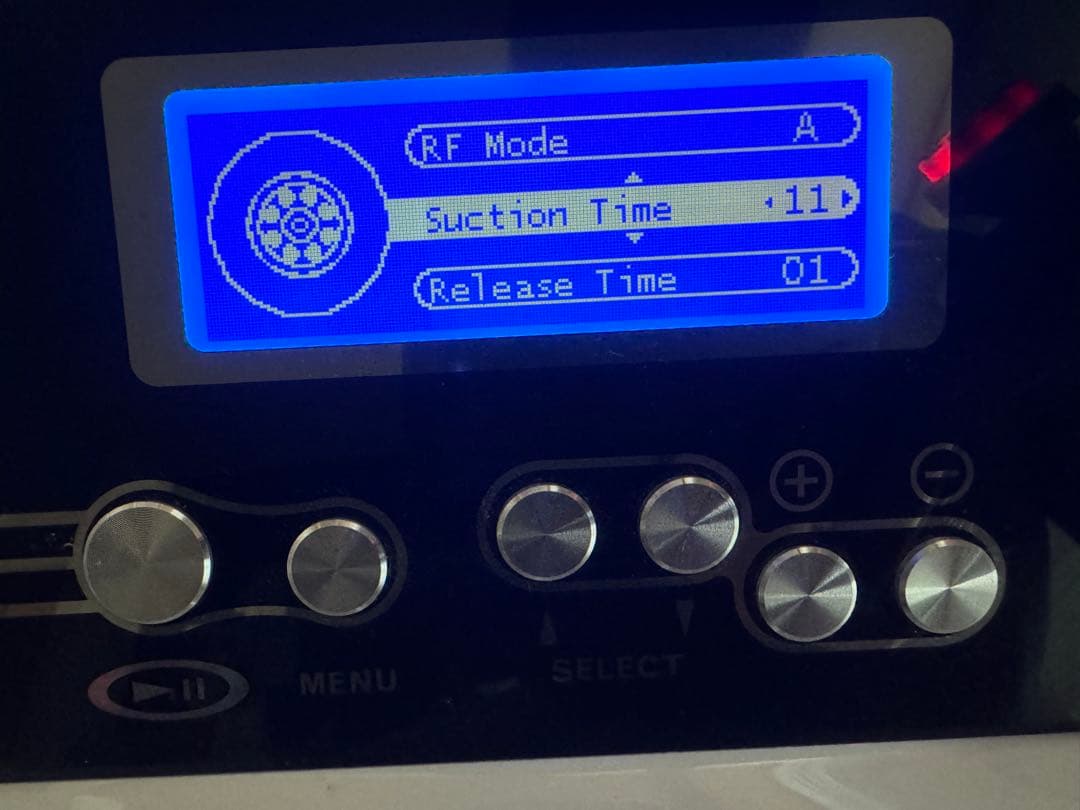 RF Mode A
Suction Time 11
Release Time 01
+ -
MENU
SELECT